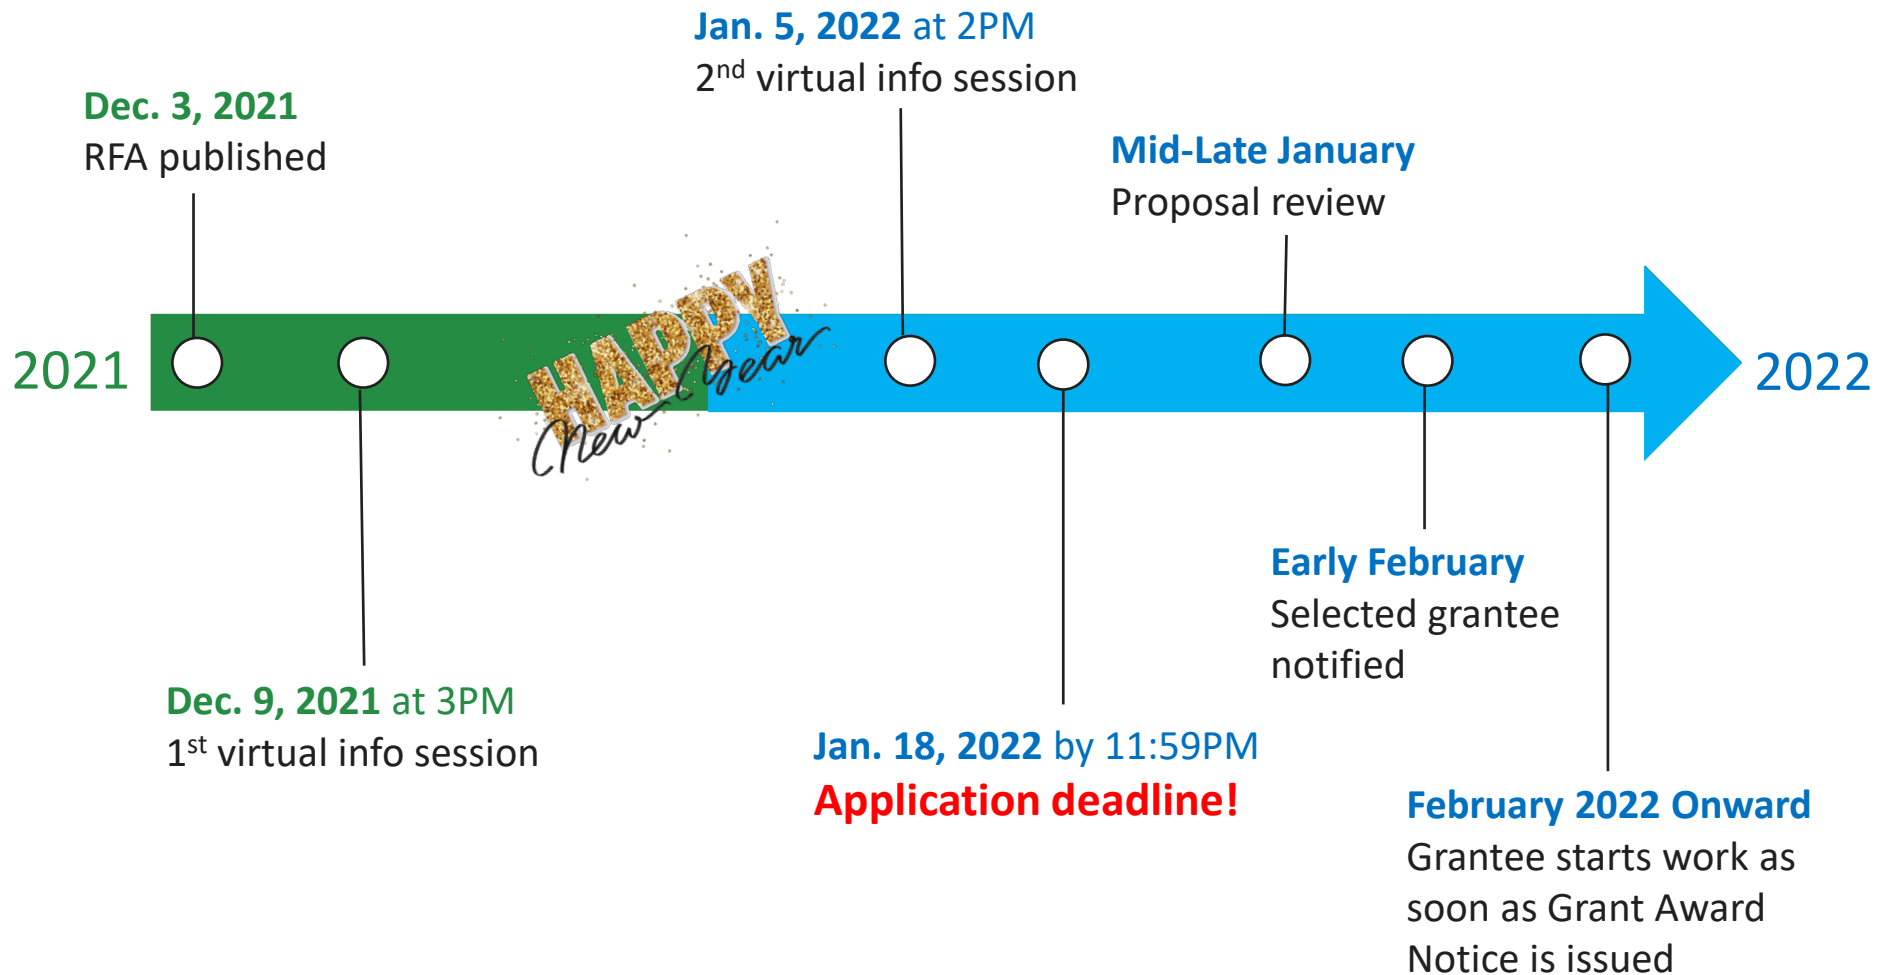 Jan. 5, 2022 at 2PM
2nd virtual info session
Dec. 3, 2021
RFA published
Mid-Late January
Proposal review
2021
HAPPY
New Year
2022
Early February
Selected grantee
notified
Dec. 9, 2021 at 3PM
1st virtual info session
Jan. 18, 2022 by 11:59PM
Application deadline!
February 2022 Onward
Grantee starts work as
soon as Grant Award
Notice is issued